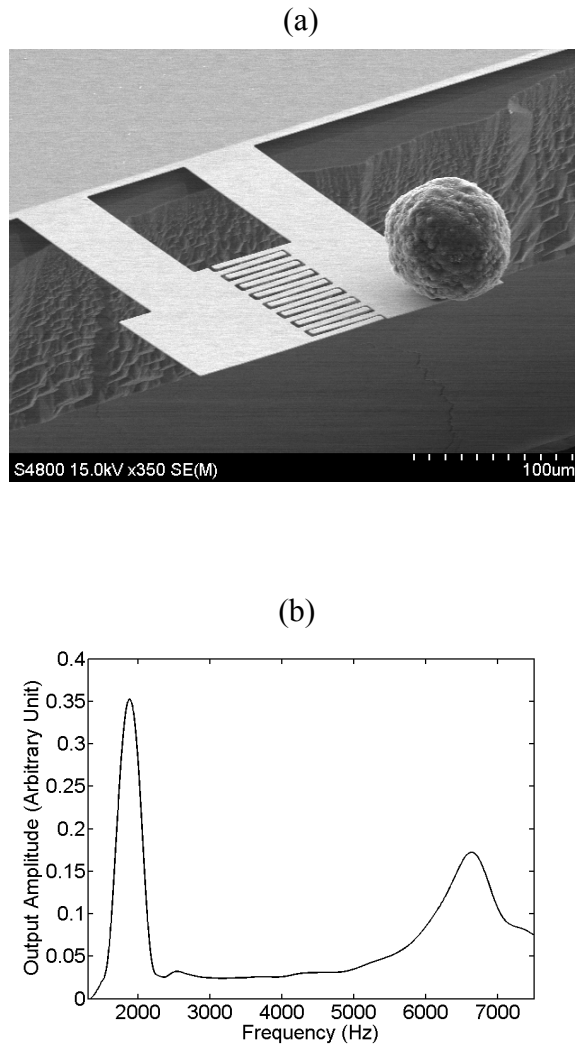 (a)
S4800 15.0kV x350 SE(M)
100um
(b)
Output Amplitude (Arbitrary Unit)
0.4
0.35
0.3
0.25
0.2
0.15
0.1
0.05
0
2000 3000 4000 5000 6000 7000
Frequency (Hz)